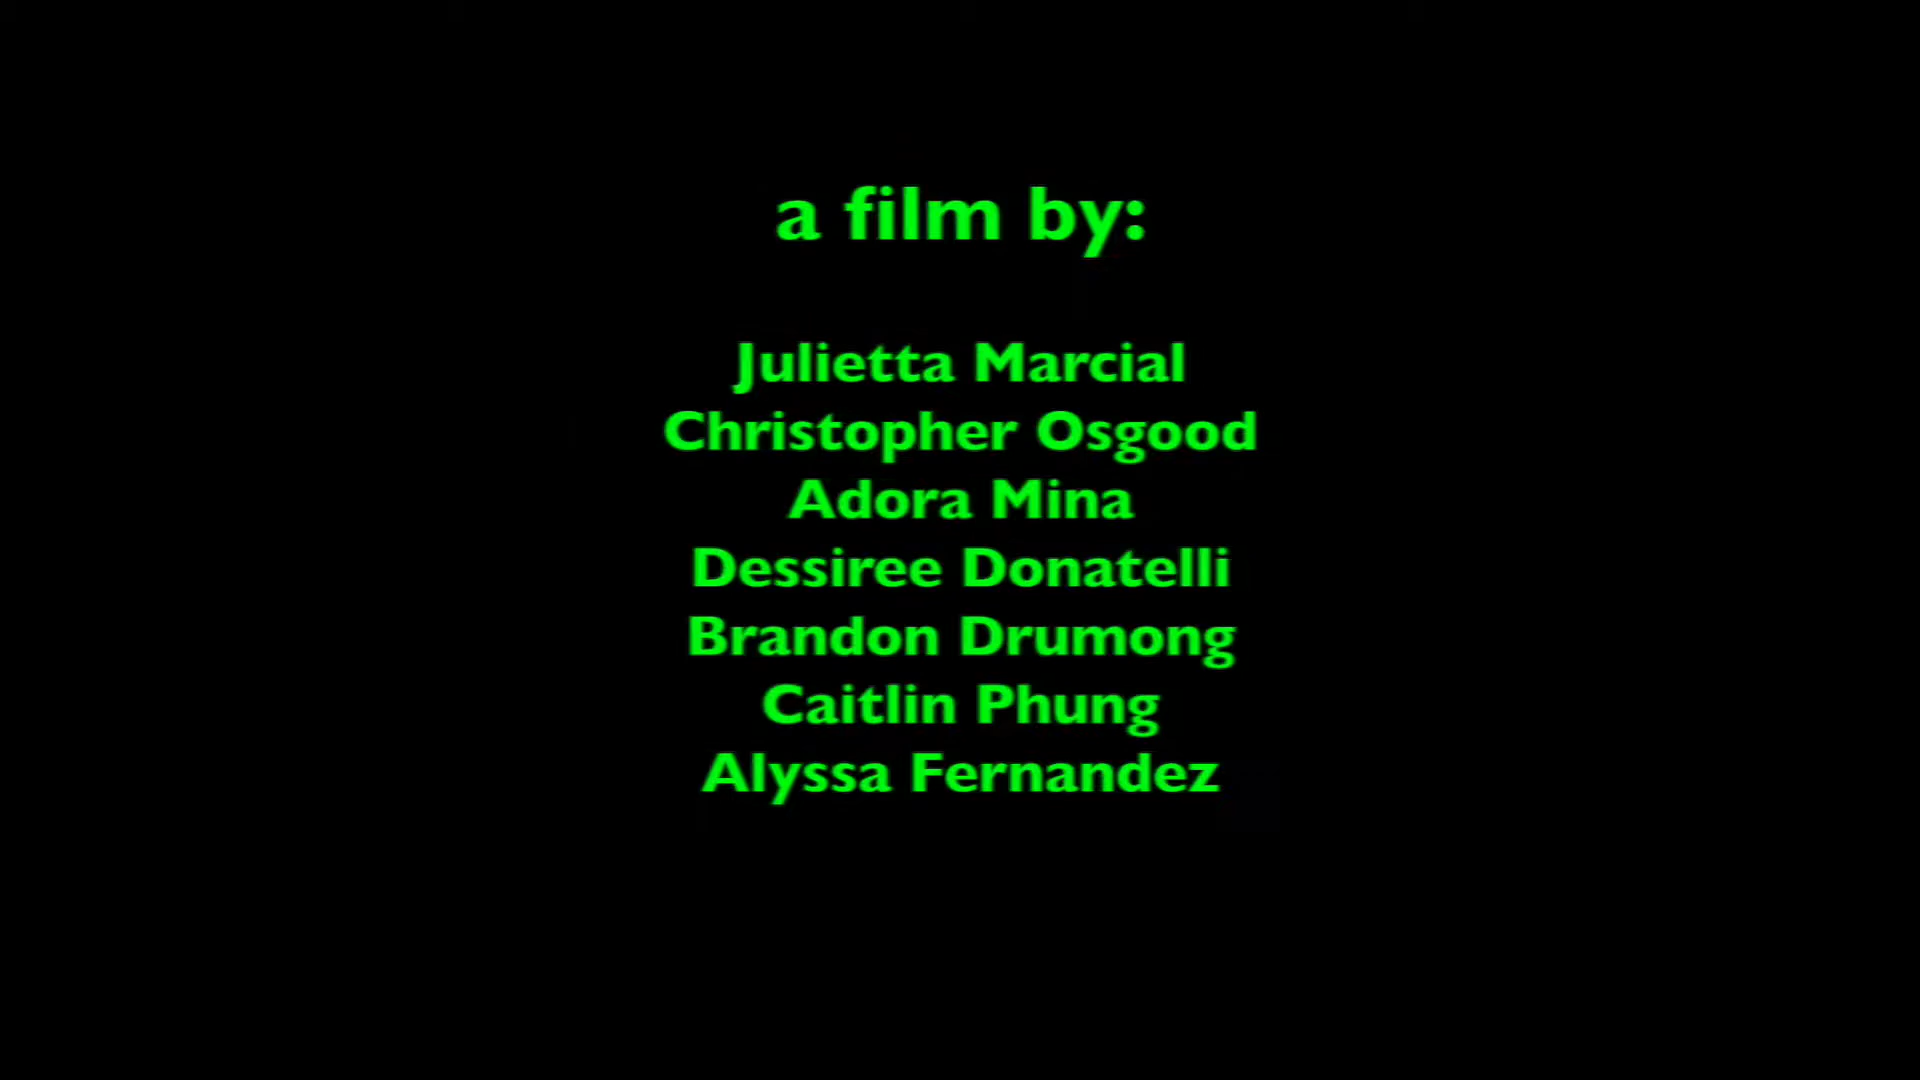 a film by:
Julietta Marcial
Christopher Osgood
Adora Mina
Dessiree Donatelli
Brandon Drumong
Caitlin Phung
Alyssa Fernandez